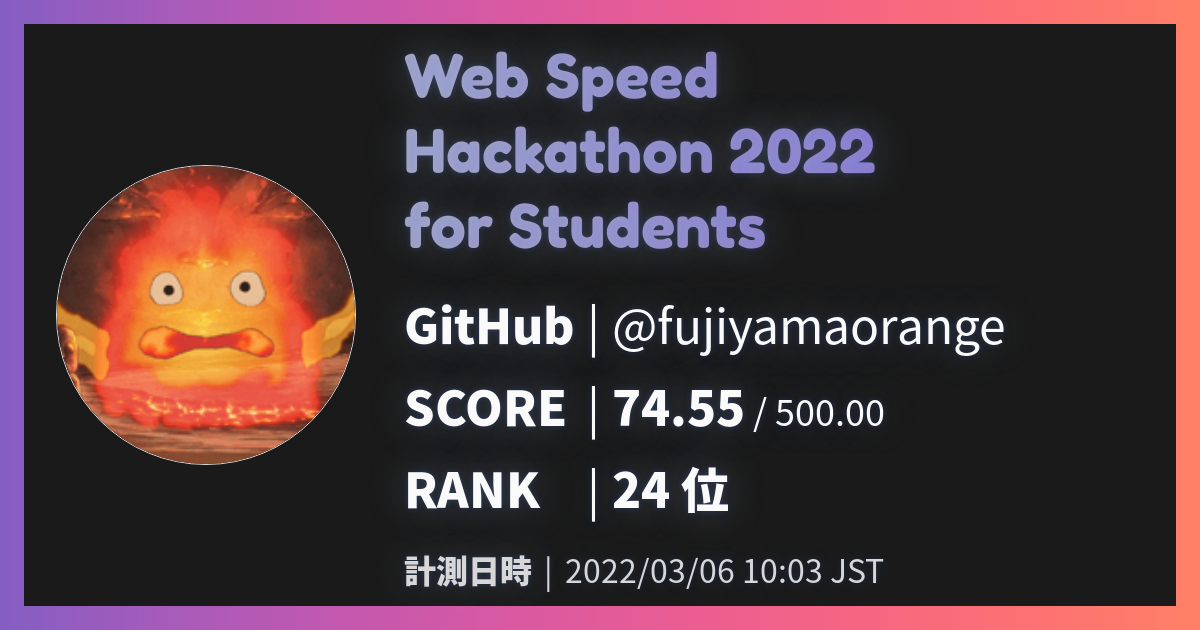 Web Speed
Hackathon 2022
for Students
GitHub | @fujiyamaorange
SCORE | 74.55 / 500.00
RANK | 24 位
計測日時 | 2022/03/06 10:03 JST